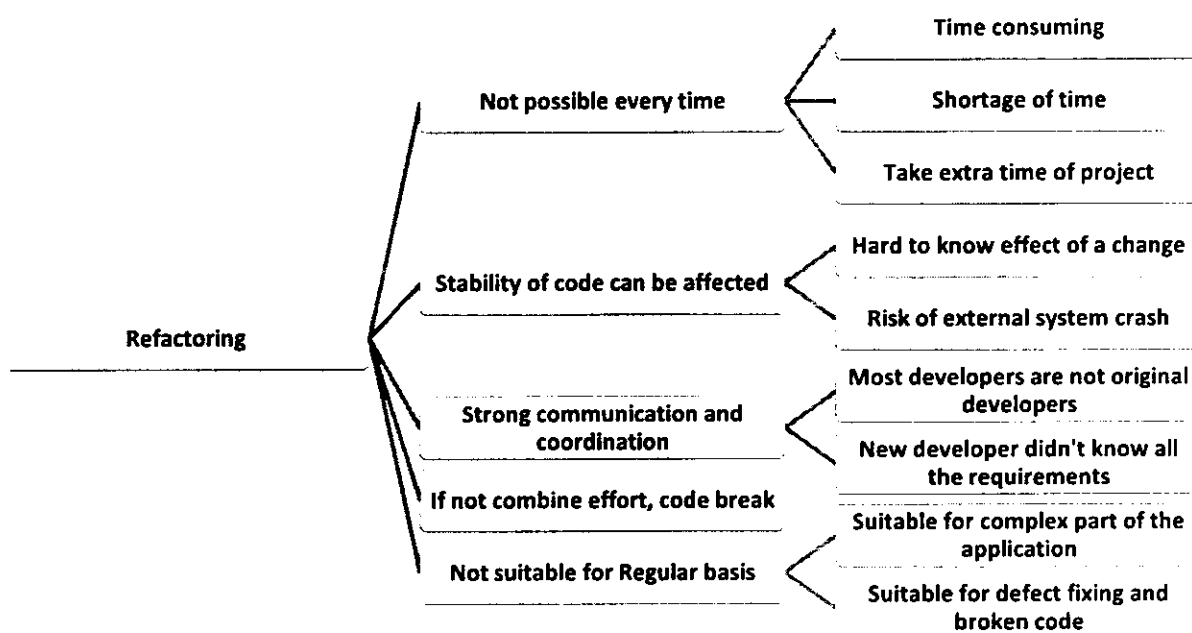 Time consuming
Not possible every time
Shortage of time
Take extra time of project
Hard to know effect of a change
Stability of code can be affected
Risk of external system crash
Refactoring
Most developers are not original
developers
Strong communication and
coordination
New developer didn't know all
the requirements
If not combine effort, code break
Suitable for complex part of the
application
Not suitable for Regular basis
Suitable for defect fixing and
broken code